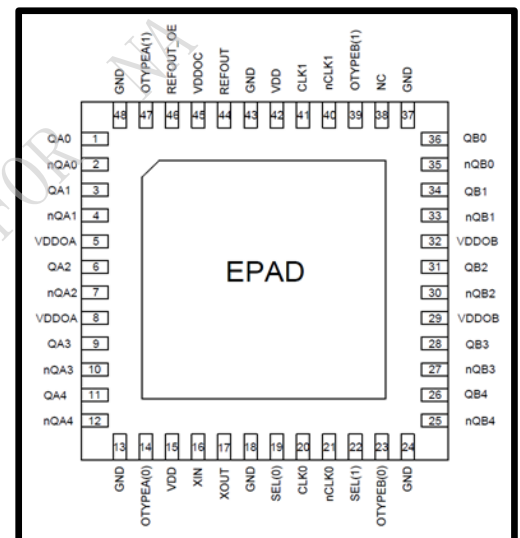 GND OTYPEA(1) REFOUT_OE VDDOC REFOUT GND VDD CLK1 nCLK1 OTYPEB(1) NC GND
48 47 46 45 44 43 42 41 40 39 38 37
QA0 1 36 QB0
nQA0 2 35 nQB0
QA1 3 34 QB1
nQA1 4 33 nQB1
VDDOA 5 32 VDDOB
QA2 6 31 QB2
EPAD
nQA2 7 30 nQB2
VDDOA 8 29 VDDOB
QA3 9 28 QB3
nQA3 10 27 nQB3
QA4 11 26 QB4
nQA4 12 25 nQB4
13 14 15 16 17 18 19 20 21 22 23 24
GND OTYPEA(0) VDD XIN XOUT GND SEL(0) CLK0 nCLK0 SEL(1) OTYPEB(0) GND
FOR NA